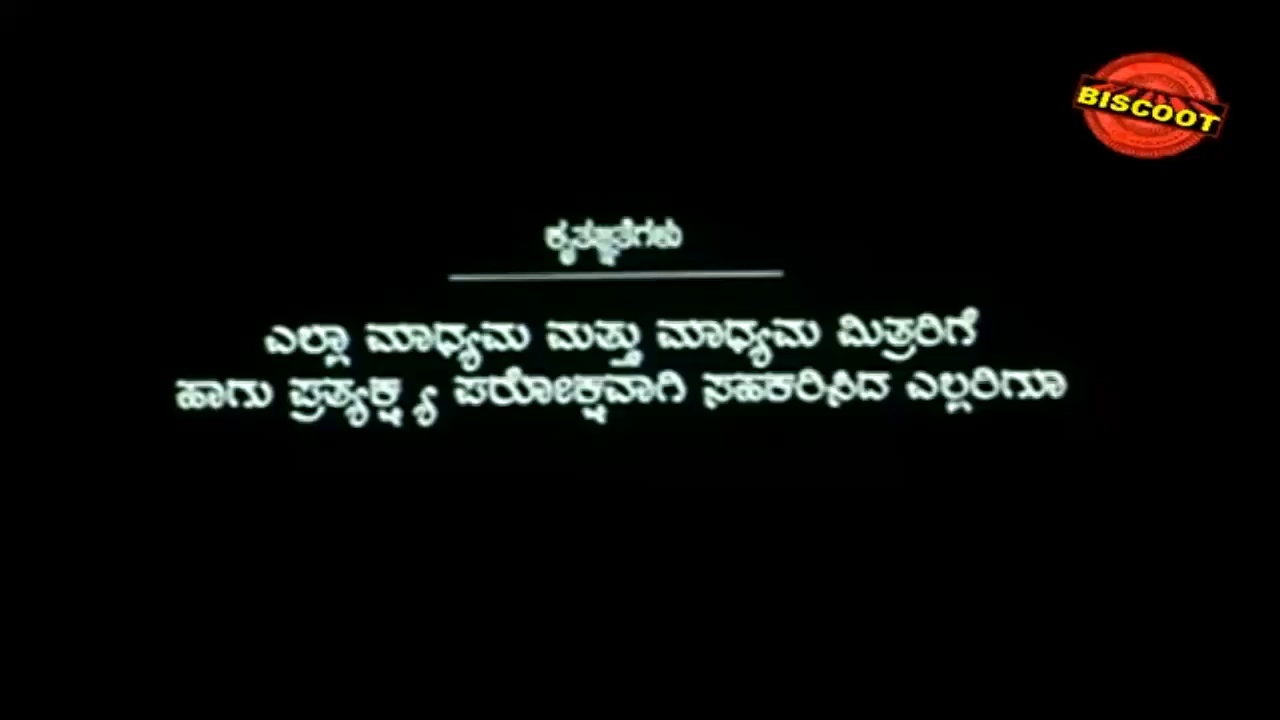 BISCOOT
ಕೃತಜ್ಞತೆಗಳು
ಎಲ್ಲಾ ಮಾಧ್ಯಮ ಮತ್ತು ಮಾಧ್ಯಮ ಮಿತ್ರರಿಗೆ
ಹಾಗು ಪ್ರತ್ಯಕ್ಷ್ಯ ಪರೋಕ್ಷವಾಗಿ ಸಹಕರಿಸಿದ ಎಲ್ಲರಿಗೂ